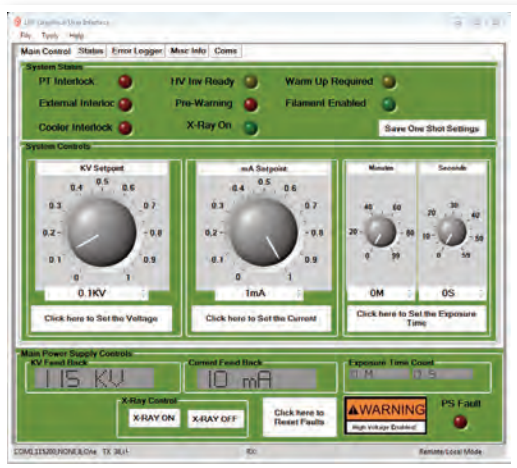 File Tools Help
Main Control Status Error Logger Misc Info Coms
System Status
PT Interlock HV Inv Ready Warm Up Required
External Interloc Pre-Warning Filament Enabled
Cooler Interlock X-Ray On Save One Shot Settings
System Controls
KV Setpoint mA Setpoint Minutes Seconds
0.5 0.5
0.4 0.6 0.4 0.6 40 60 20 30 40
0.3 0.7 0.3 0.7
0.2 0.8 0.2 0.8 20 80 10 50
0.1 0.9 0.1 0.9
0 1 0 1 0 99 0 59
0.1KV 1mA 0M 0S
Click here to Set the Voltage Click here to Set the Current Click here to Set the Exposure
Time
Main Power Supply Controls
KV Feed Back Current Feed Back Exposure Time Count
115 KV 10 mA 0 M 0 S
X-Ray Control
X-RAY ON X-RAY OFF
Click here to
Reset Faults
WARNING
High Voltage Enabled!
PS Fault
Remote/Local Mode